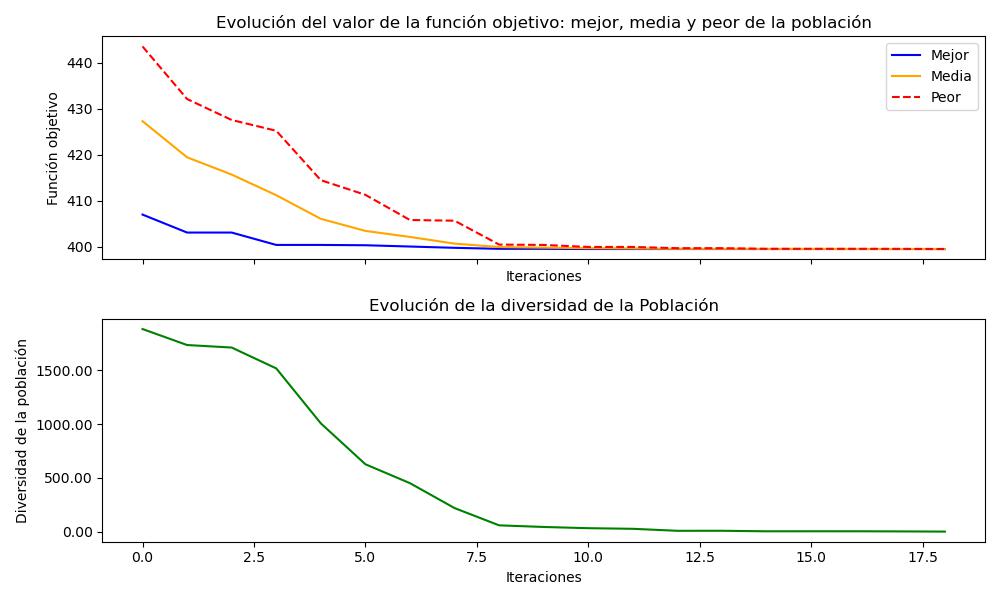 Evolución del valor de la función objetivo: mejor, media y peor de la población
Función objetivo
440
430
420
410
400
Mejor
Media
Peor
Iteraciones
Evolución de la diversidad de la Población
Diversidad de la población
1500.00
1000.00
500.00
0.00
0.0 2.5 5.0 7.5 10.0 12.5 15.0 17.5
Iteraciones